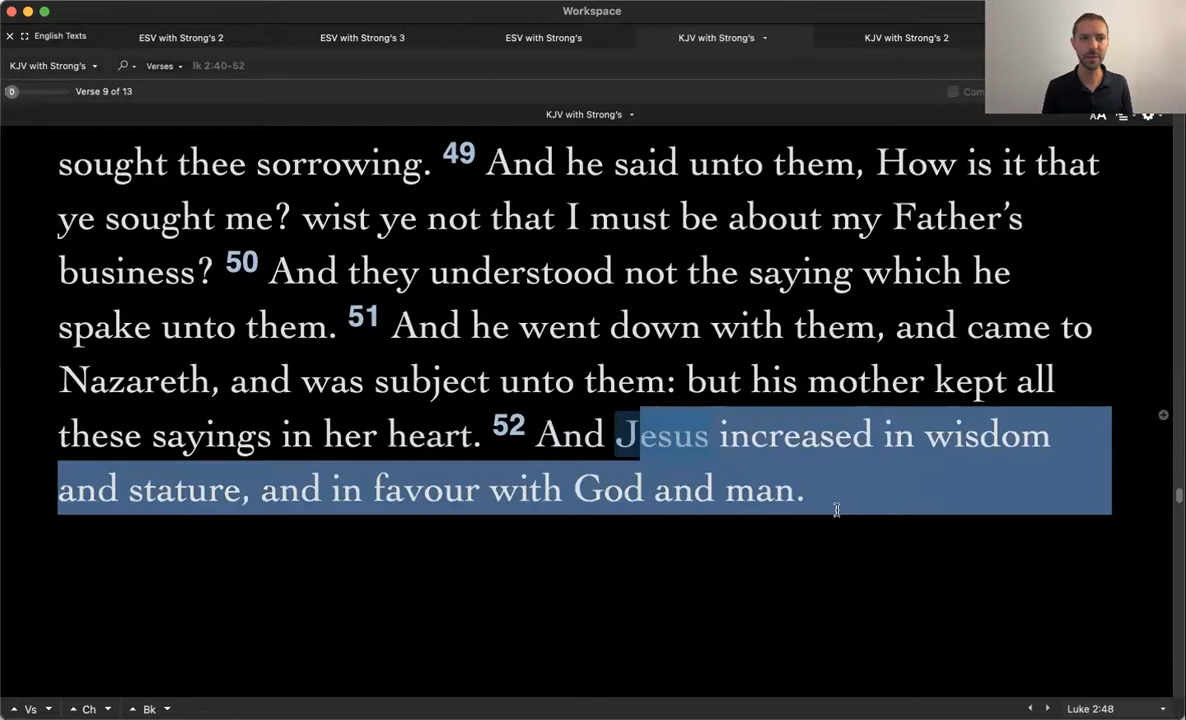 Workspace
English Texts
ESV with Strong's 2
ESV with Strong's 3
ESV with Strong's
KJV with Strong's
KJV with Strong's 2
KJV with Strong's
Verses
lk 2:40-52
0
Verse 9 of 13
Com
KJV with Strong's
AA
sought thee sorrowing. 49 And he said unto them, How is it that
ye sought me? wist ye not that I must be about my Father's
business? 50 And they understood not the saying which he
spake unto them. 51 And he went down with them, and came to
Nazareth, and was subject unto them: but his mother kept all
these sayings in her heart. 52 And Jesus increased in wisdom
and stature, and in favour with God and man.
Vs
Ch
Bk
Luke 2:48